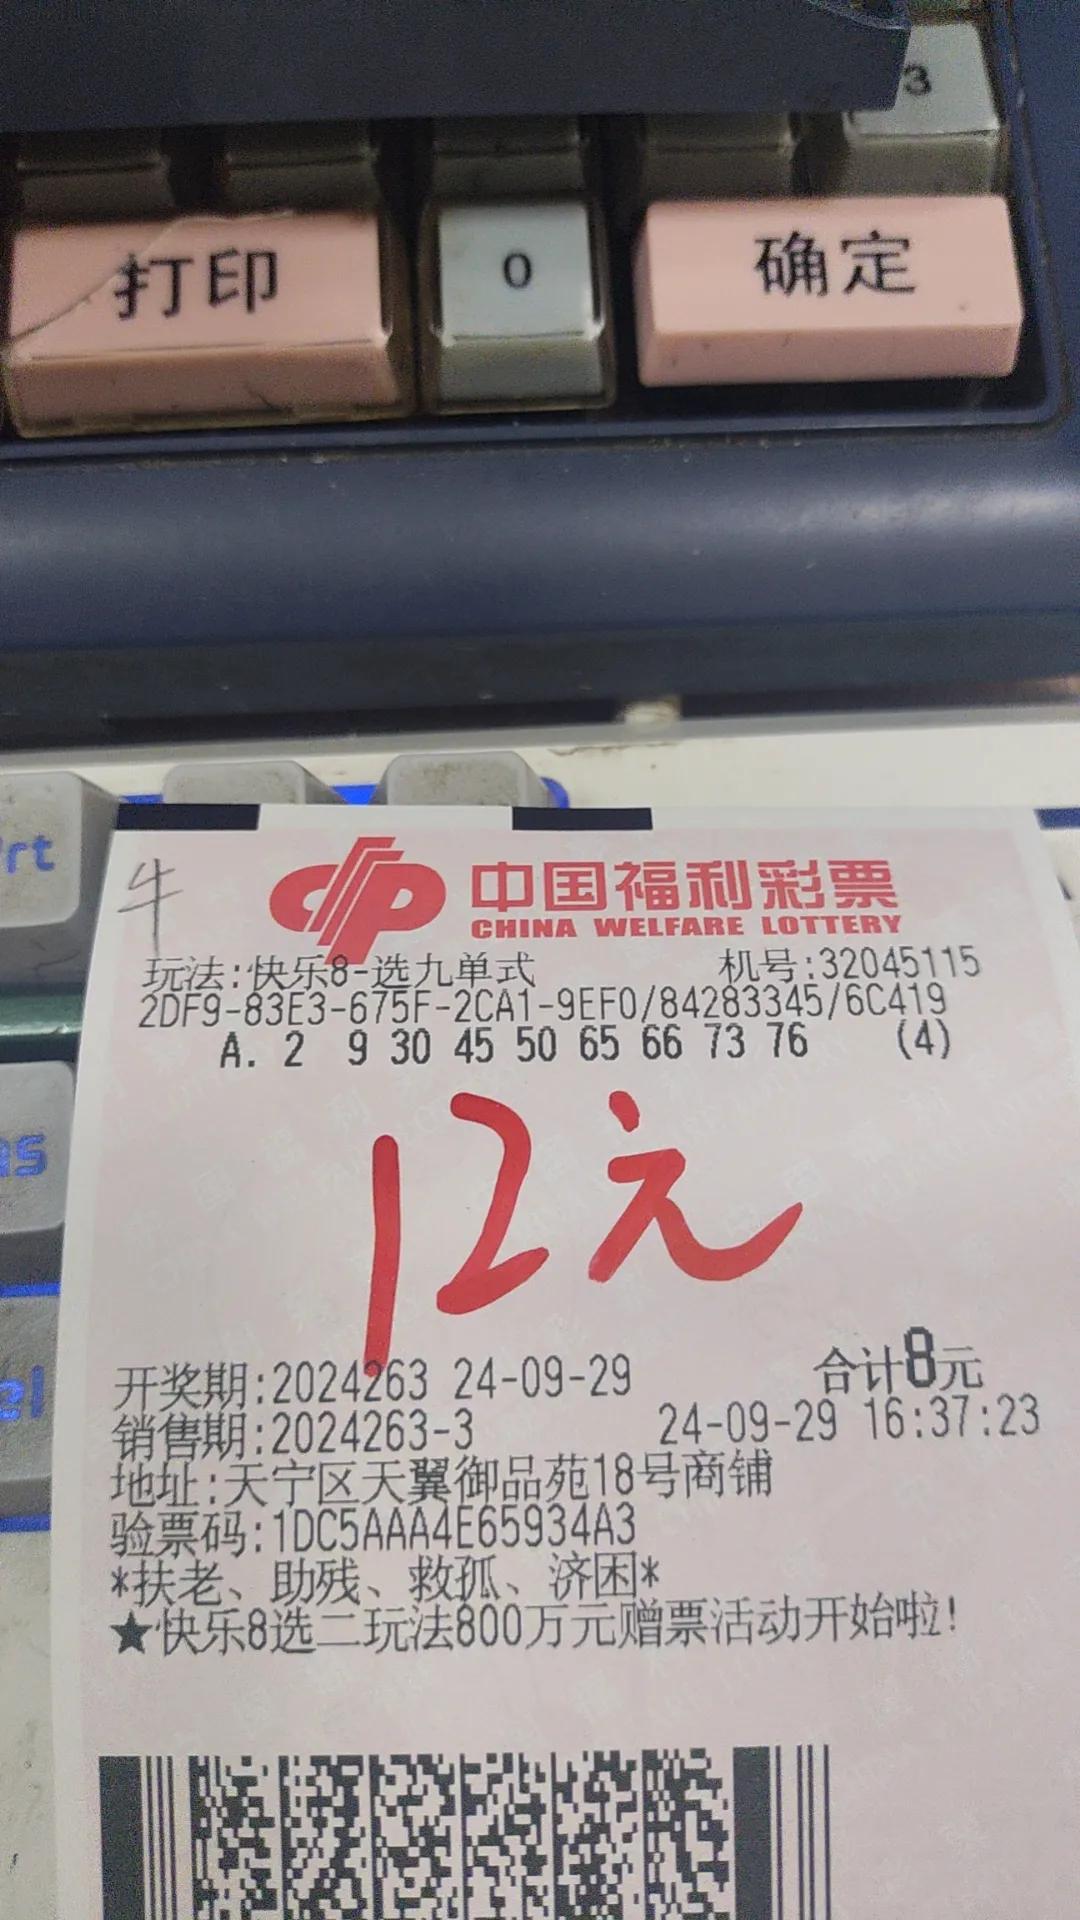 3
打印 0 确定
rt
as
el
牛
中国福利彩票
CHINA WELFARE LOTTERY
玩法:快乐8-选九单式 机号:32045115
2DF9-83E3-675F-2CA1-9EF0/84283345/6C419
A. 2 9 30 45 50 65 66 73 76 (4)
12元
开奖期:2024263 24-09-29 合计8元
销售期:2024263-3 24-09-29 16:37:23
地址:天宁区天翼御品苑18号商铺
验票码:1DC5AAA4E65934A3
*扶老、助残、救孤、济困*
★快乐8选二玩法800万元赠票活动开始啦!